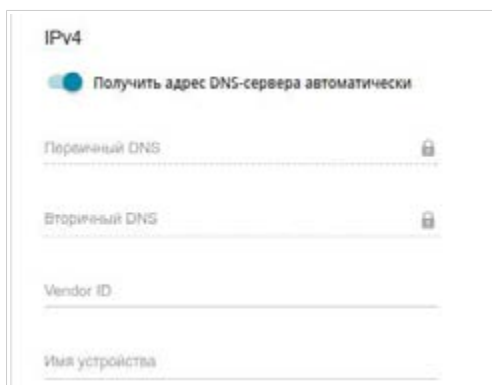 IPv4
Получить адрес DNS-сервера автоматически
Первичный DNS
Вторичный DNS
Vendor ID
Имя устройства